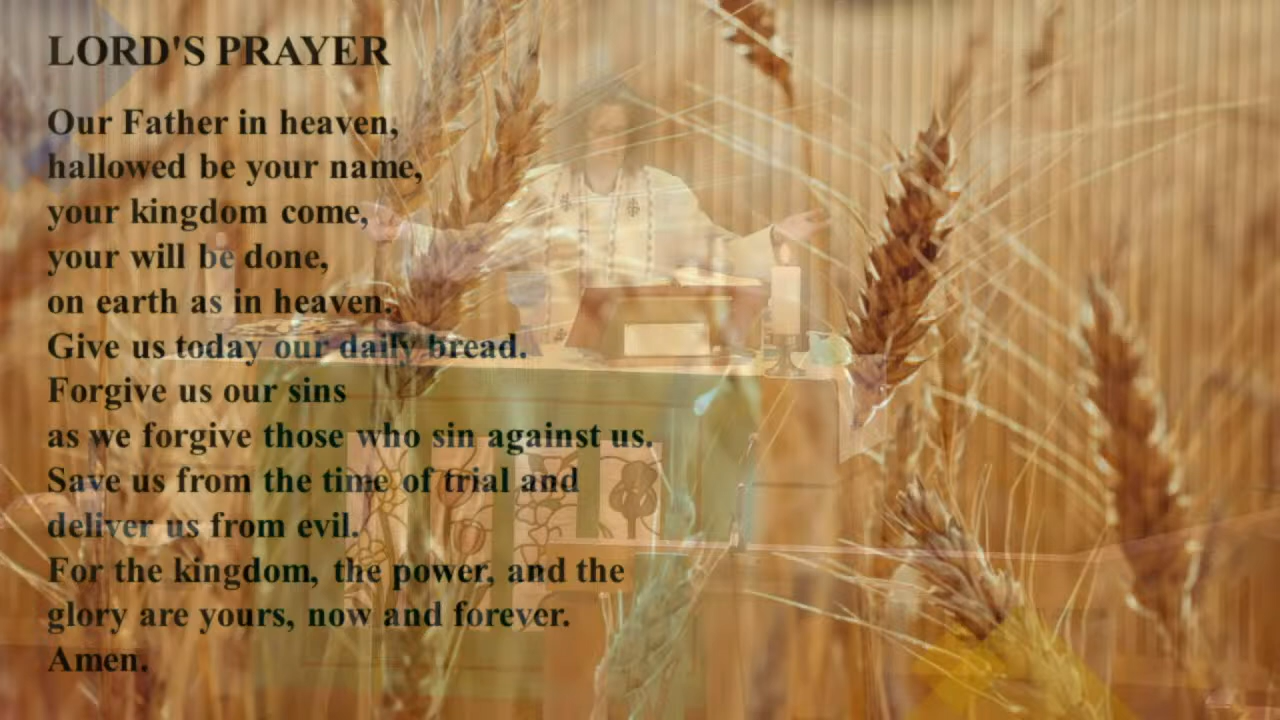 LORD'S PRAYER
Our Father in heaven,
hallowed be your name,
your kingdom come,
your will be done,
on earth as in heaven.
Give us today our daily bread.
Forgive us our sins
as we forgive those who sin against us.
Save us from the time of trial and
deliver us from evil.
For the kingdom, the power, and the
glory are yours, now and forever.
Amen.